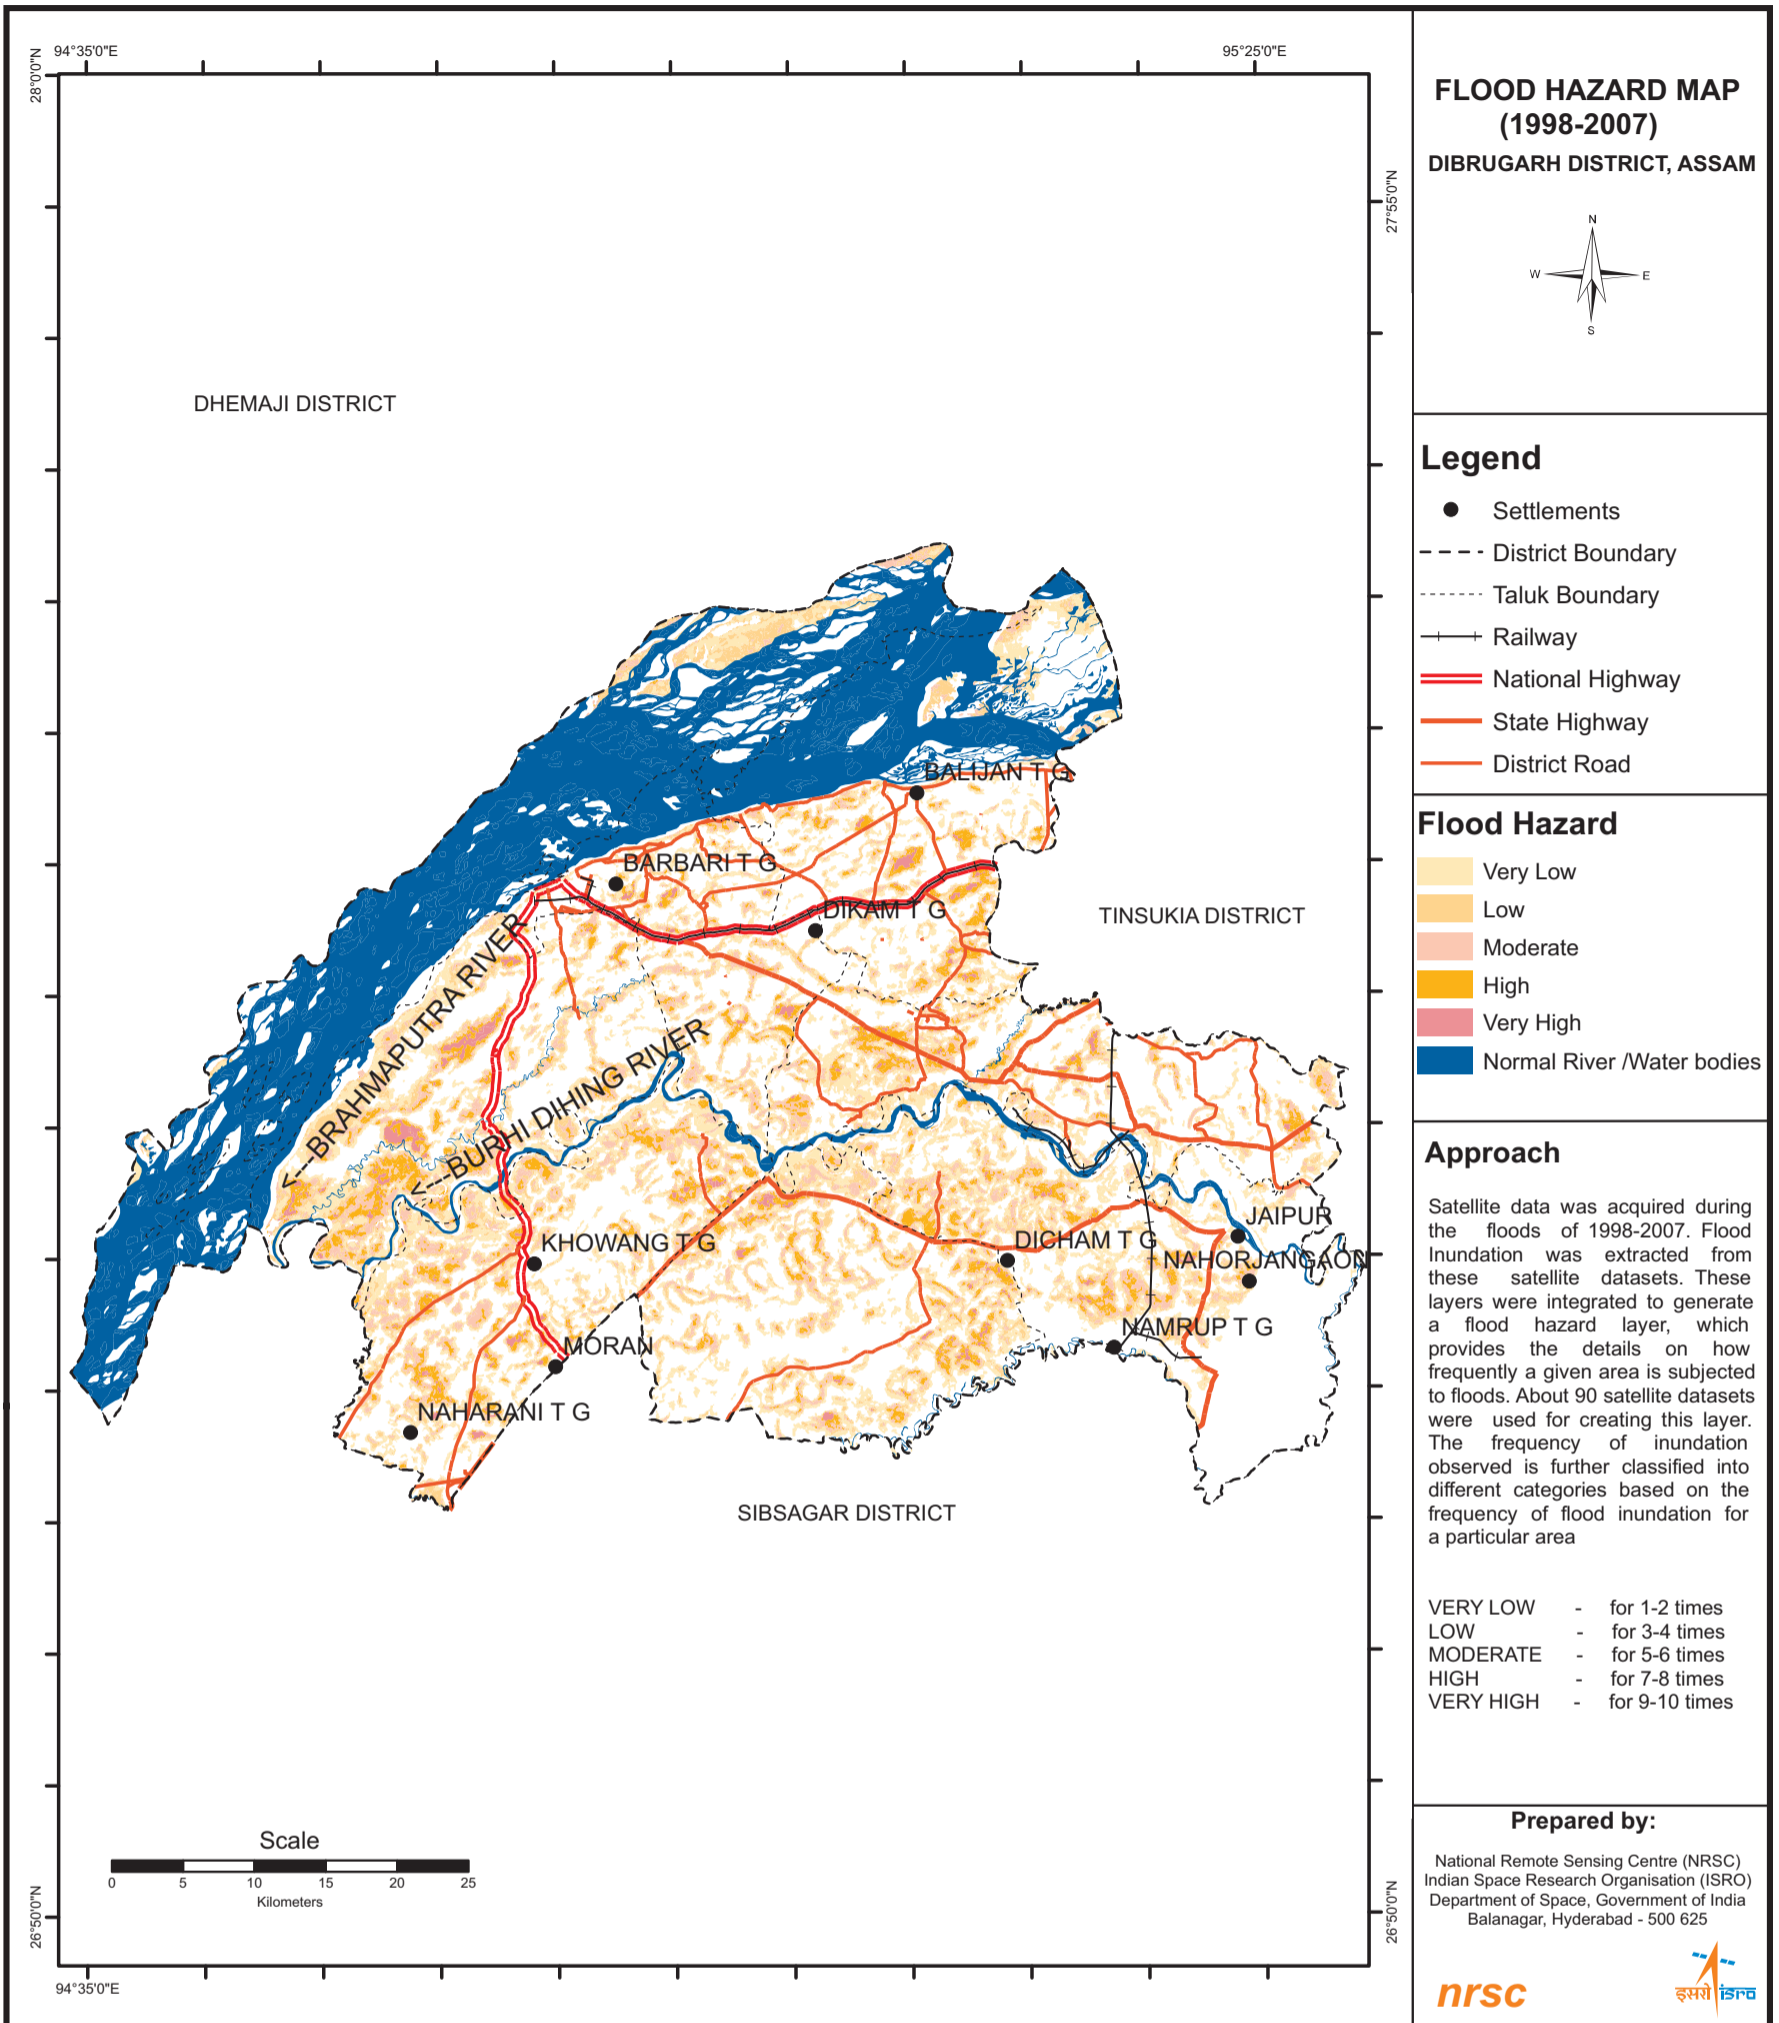 94°35'0"E
95°25'0"E
28°0'0"N
27°55'0"N
DHEMAJI DISTRICT
BALIJAN T G
BARBARI T G
DIKAM T G
TINSUKIA DISTRICT
BRAHMAPUTRA RIVER
BURHI DIHING RIVER
JAIPUR
KHOWANG T G
DICHAM T G
NAHORJANGAON
NAMRUP T G
MORAN
NAHARANI T G
SIBSAGAR DISTRICT
Scale
0 5 10 15 20 25
Kilometers
26°50'0"N
26°50'0"N
94°35'0"E
FLOOD HAZARD MAP
(1998-2007)
DIBRUGARH DISTRICT, ASSAM
N
W E
S
Legend
Settlements
District Boundary
Taluk Boundary
Railway
National Highway
State Highway
District Road
Flood Hazard
Very Low
Low
Moderate
High
Very High
Normal River /Water bodies
Approach
Satellite data was acquired during
the floods of 1998-2007. Flood
Inundation was extracted from
these satellite datasets. These
layers were integrated to generate
a flood hazard layer, which
provides the details on how
frequently a given area is subjected
to floods. About 90 satellite datasets
were used for creating this layer.
The frequency of inundation
observed is further classified into
different categories based on the
frequency of flood inundation for
a particular area
VERY LOW - for 1-2 times
LOW - for 3-4 times
MODERATE - for 5-6 times
HIGH - for 7-8 times
VERY HIGH - for 9-10 times
Prepared by:
National Remote Sensing Centre (NRSC)
Indian Space Research Organisation (ISRO)
Department of Space, Government of India
Balanagar, Hyderabad - 500 625
nrsc
इसरो isro